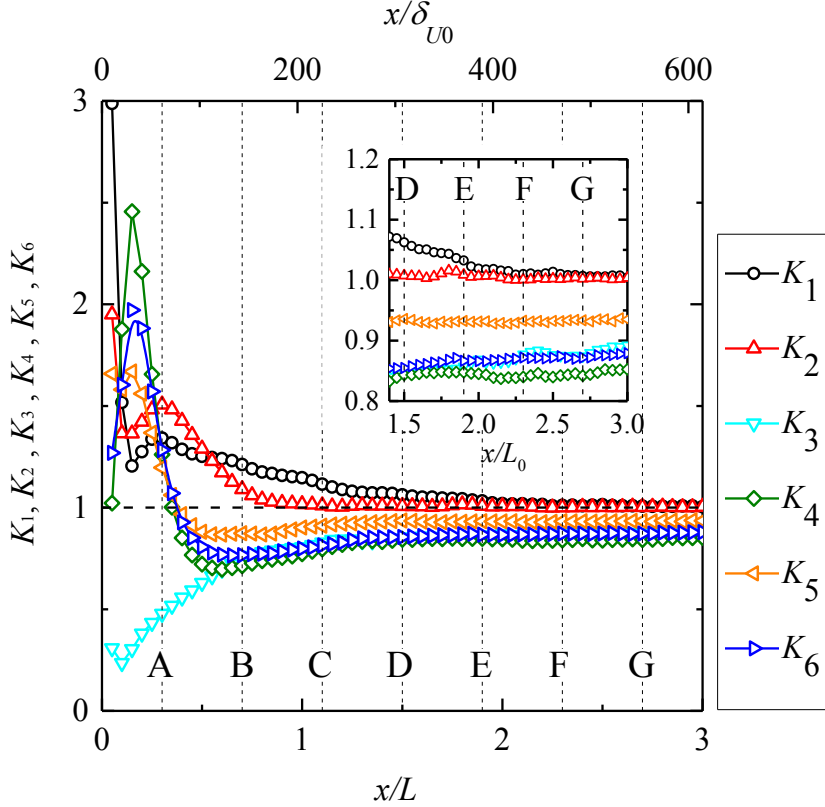 x/δ_{U0}
0 200 400 600
3
2
1
0
K₁, K₂ , K₃ , K₄ , K₅ , K₆
1.2
1.1
1.0
0.9
0.8
D E F G
1.5 2.0 2.5 3.0
x/L₀
A B C D E F G
0 1 2 3
x/L
K₁
K₂
K₃
K₄
K₅
K₆